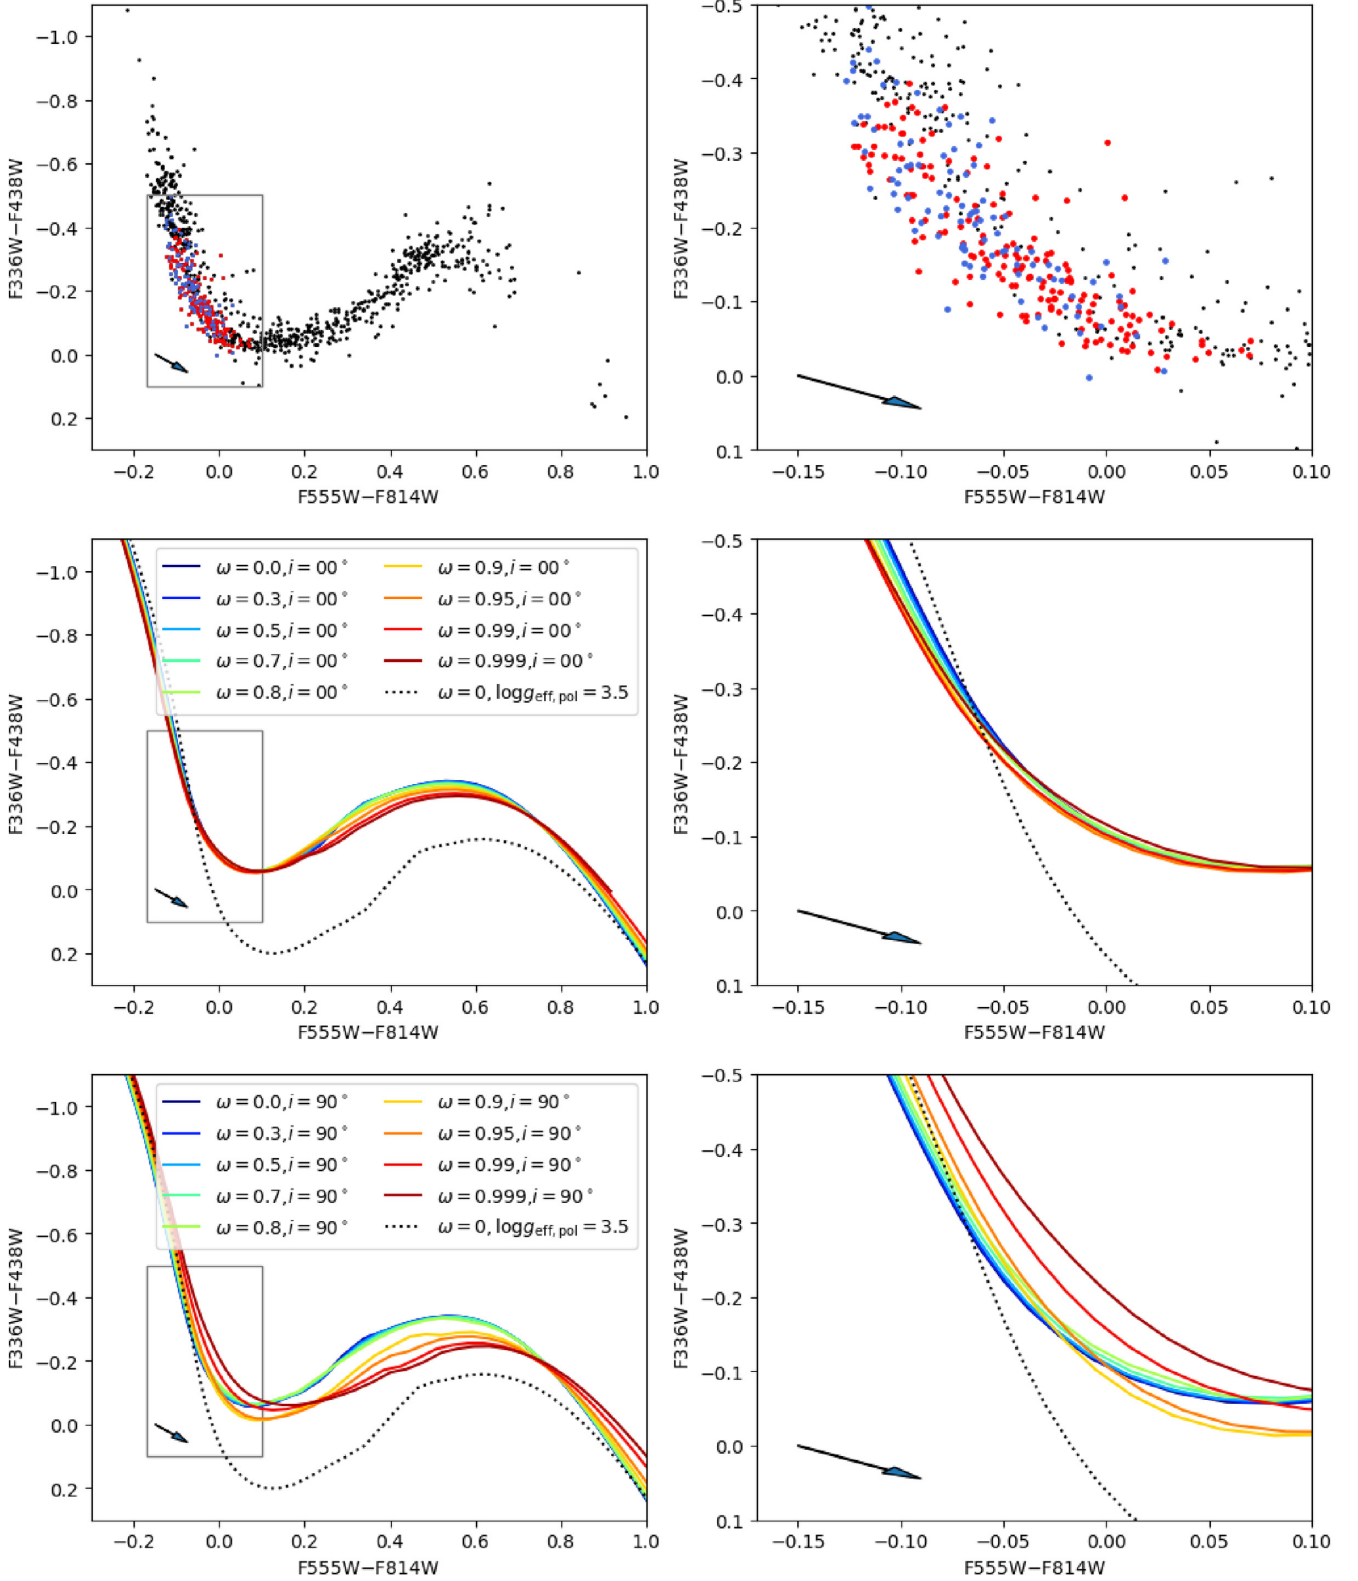 −1.0
−0.8
−0.6
−0.4
−0.2
0.0
0.2
F336W−F438W
−0.2
0.0
0.2
0.4
0.6
0.8
1.0
F555W−F814W
−0.5
−0.4
−0.3
−0.2
−0.1
0.0
0.1
F336W−F438W
−0.15
−0.10
−0.05
0.00
0.05
0.10
F555W−F814W
−1.0
−0.8
−0.6
−0.4
−0.2
0.0
0.2
F336W−F438W
ω = 0.0, i = 00°
ω = 0.3, i = 00°
ω = 0.5, i = 00°
ω = 0.7, i = 00°
ω = 0.8, i = 00°
ω = 0.9, i = 00°
ω = 0.95, i = 00°
ω = 0.99, i = 00°
ω = 0.999, i = 00°
ω = 0, log g_eff,pol = 3.5
−0.2
0.0
0.2
0.4
0.6
0.8
1.0
F555W−F814W
−0.5
−0.4
−0.3
−0.2
−0.1
0.0
0.1
F336W−F438W
−0.15
−0.10
−0.05
0.00
0.05
0.10
F555W−F814W
−1.0
−0.8
−0.6
−0.4
−0.2
0.0
0.2
F336W−F438W
ω = 0.0, i = 90°
ω = 0.3, i = 90°
ω = 0.5, i = 90°
ω = 0.7, i = 90°
ω = 0.8, i = 90°
ω = 0.9, i = 90°
ω = 0.95, i = 90°
ω = 0.99, i = 90°
ω = 0.999, i = 90°
ω = 0, log g_eff,pol = 3.5
−0.2
0.0
0.2
0.4
0.6
0.8
1.0
F555W−F814W
−0.5
−0.4
−0.3
−0.2
−0.1
0.0
0.1
F336W−F438W
−0.15
−0.10
−0.05
0.00
0.05
0.10
F555W−F814W